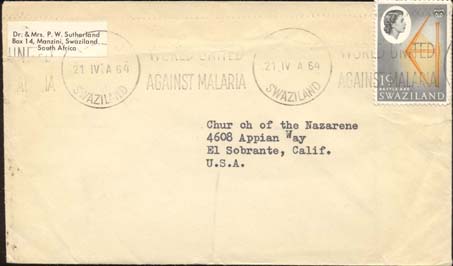 Dr. & Mrs. P. W. Sutherland
Box 14, Manzini, Swaziland,
South Africa
21 IV A 64
SWAZILAND
WORLD UNITED
AGAINST MALARIA
21 IV A 64
SWAZILAND
WORLD UNITED
AGAINST MALARIA
1c
BATTLE AXE
SWAZILAND
Chur ch of the Nazarene
4608 Appian Way
El Sobrante, Calif.
U.S.A.